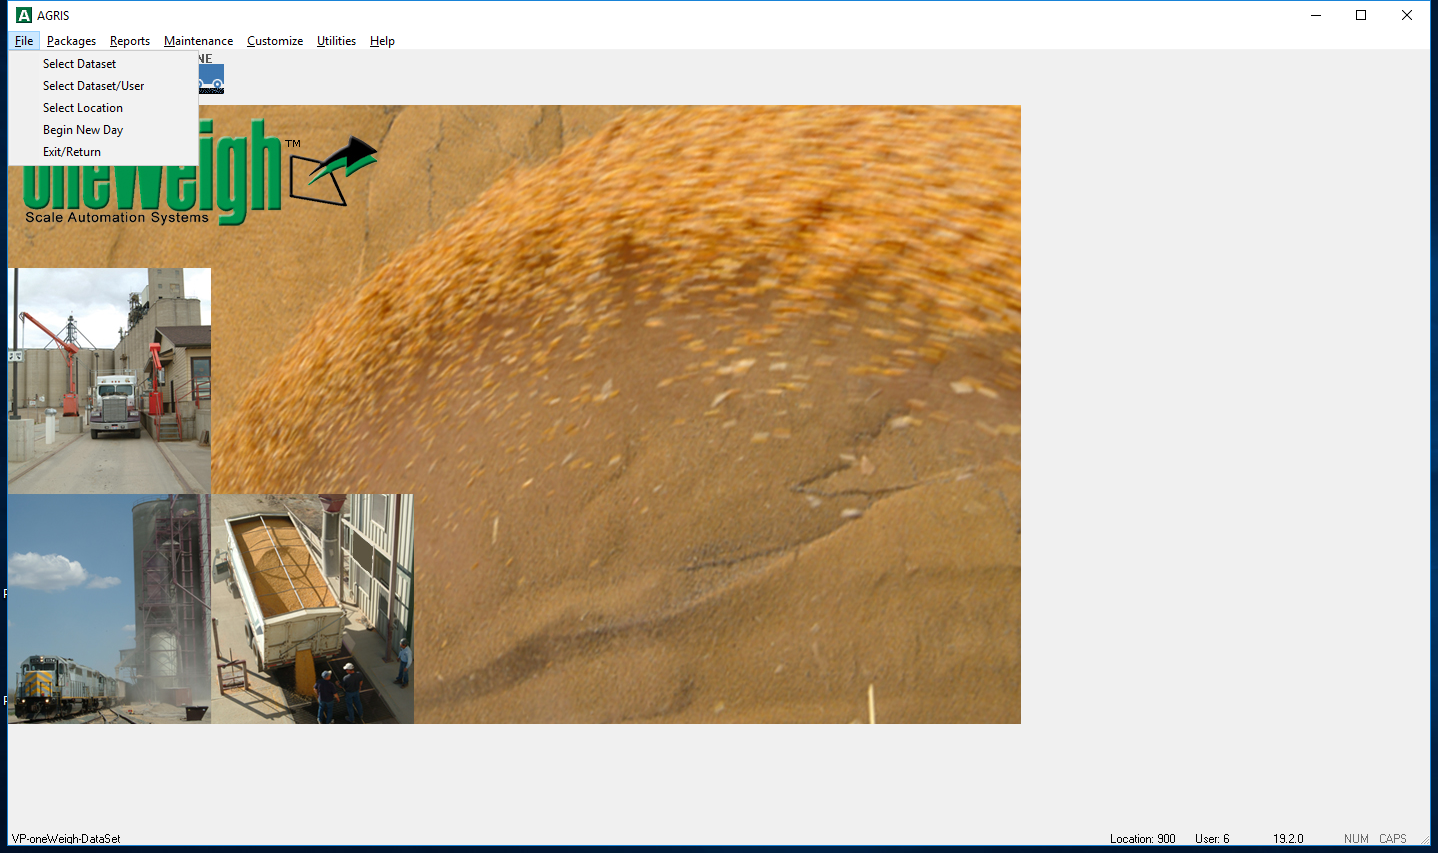 AGRIS
File Packages Reports Maintenance Customize Utilities Help
Select Dataset
Select Dataset/User
Select Location
Begin New Day
Exit/Return
NE
oneWeigh™
Scale Automation Systems
VP-oneWeigh-DataSet Location: 900 User: 6 19.2.0 NUM CAPS